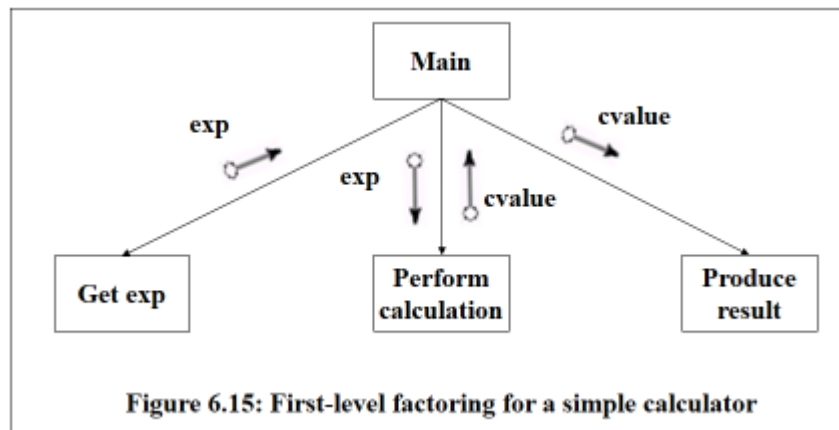 Main
exp
cvalue
exp
cvalue
Get exp
Perform
calculation
Produce
result
Figure 6.15: First-level factoring for a simple calculator